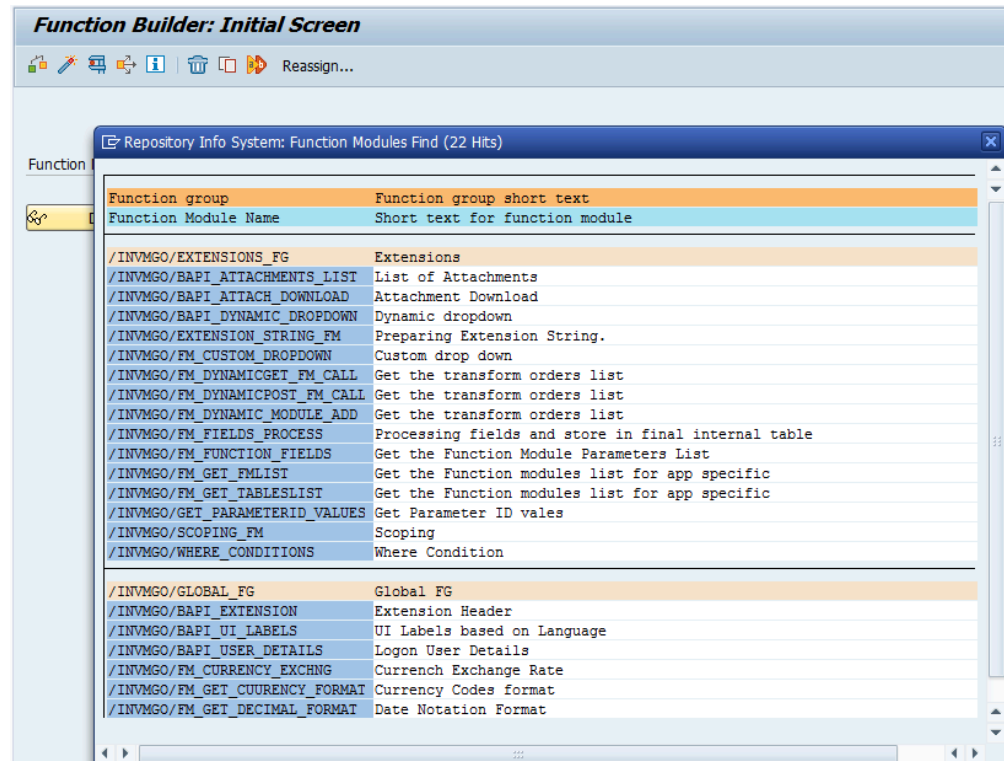 Function Builder: Initial Screen
Reassign...
Repository Info System: Function Modules Find (22 Hits)
Function
Function group Function group short text
Function Module Name Short text for function module
/INVMGO/EXTENSIONS_FG Extensions
/INVMGO/BAPI_ATTACHMENTS_LIST List of Attachments
/INVMGO/BAPI_ATTACH_DOWNLOAD Attachment Download
/INVMGO/BAPI_DYNAMIC_DROPDOWN Dynamic dropdown
/INVMGO/EXTENSION_STRING_FM Preparing Extension String.
/INVMGO/FM_CUSTOM_DROPDOWN Custom drop down
/INVMGO/FM_DYNAMICGET_FM_CALL Get the transform orders list
/INVMGO/FM_DYNAMICPOST_FM_CALL Get the transform orders list
/INVMGO/FM_DYNAMIC_MODULE_ADD Get the transform orders list
/INVMGO/FM_FIELDS_PROCESS Processing fields and store in final internal table
/INVMGO/FM_FUNCTION_FIELDS Get the Function Module Parameters List
/INVMGO/FM_GET_FMLIST Get the Function modules list for app specific
/INVMGO/FM_GET_TABLESLIST Get the Function modules list for app specific
/INVMGO/GET_PARAMETERID_VALUES Get Parameter ID vales
/INVMGO/SCOPING_FM Scoping
/INVMGO/WHERE_CONDITIONS Where Condition
/INVMGO/GLOBAL_FG Global FG
/INVMGO/BAPI_EXTENSION Extension Header
/INVMGO/BAPI_UI_LABELS UI Labels based on Language
/INVMGO/BAPI_USER_DETAILS Logon User Details
/INVMGO/FM_CURRENCY_EXCHNG Currench Exchange Rate
/INVMGO/FM_GET_CUURENCY_FORMAT Currency Codes format
/INVMGO/FM_GET_DECIMAL_FORMAT Date Notation Format